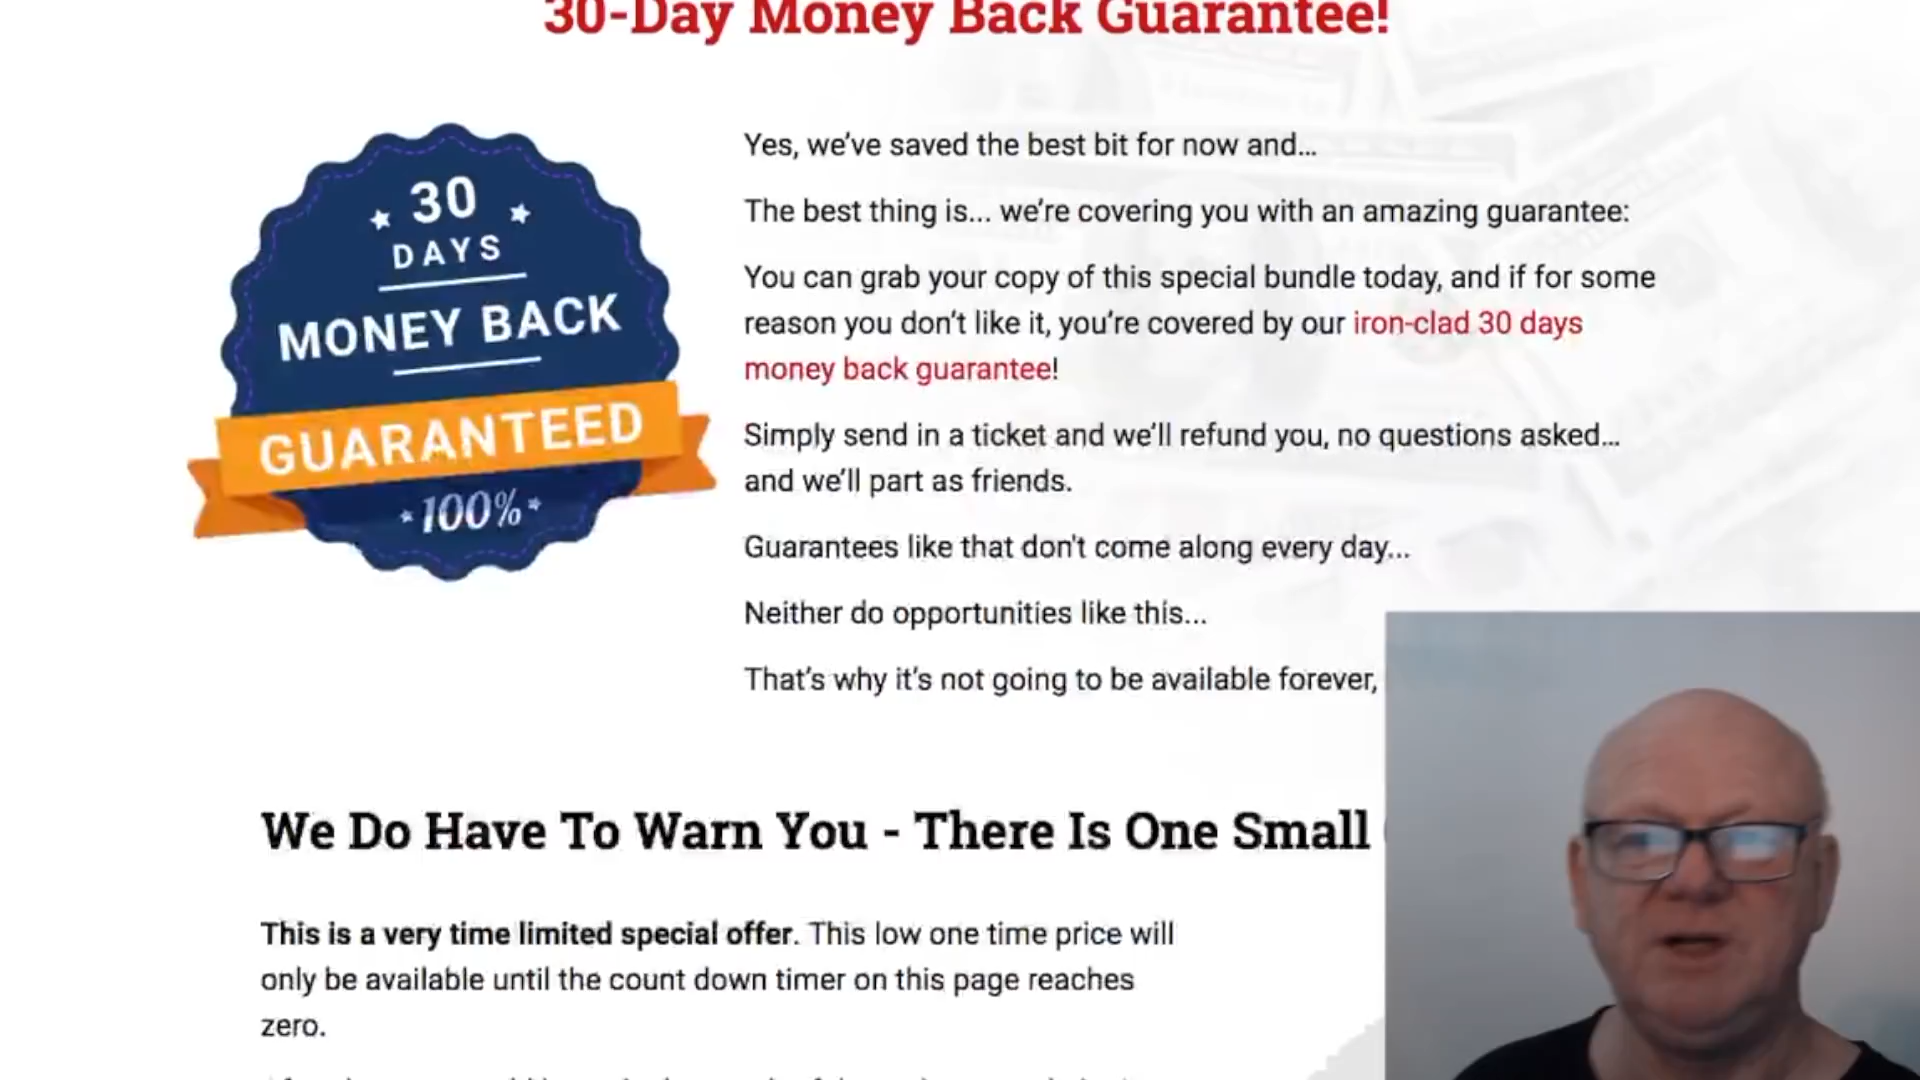 30-Day Money Back Guarantee!
30
DAYS
MONEY BACK
GUARANTEED
100%
Yes, we’ve saved the best bit for now and...
The best thing is... we’re covering you with an amazing guarantee:
You can grab your copy of this special bundle today, and if for some
reason you don’t like it, you’re covered by our iron-clad 30 days
money back guarantee!
Simply send in a ticket and we’ll refund you, no questions asked...
and we’ll part as friends.
Guarantees like that don't come along every day...
Neither do opportunities like this...
That’s why it’s not going to be available forever,
We Do Have To Warn You - There Is One Small
This is a very time limited special offer. This low one time price will
only be available until the count down timer on this page reaches
zero.